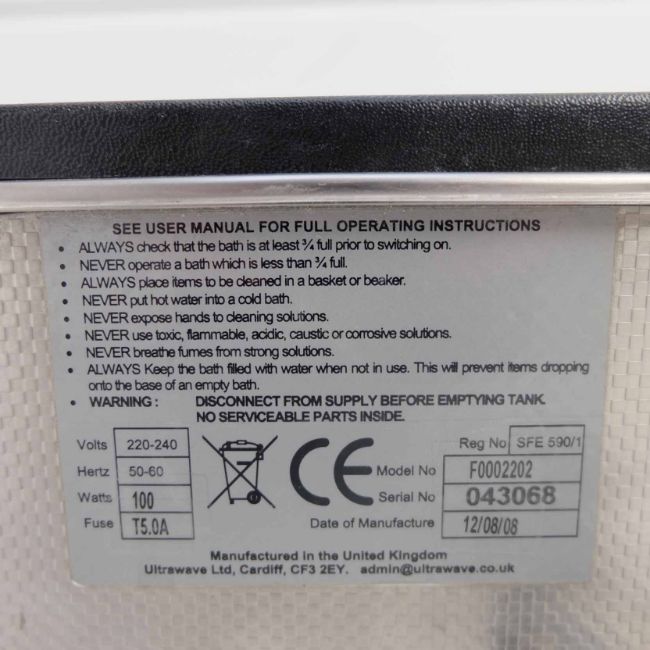 SEE USER MANUAL FOR FULL OPERATING INSTRUCTIONS
• ALWAYS check that the bath is at least ¾ full prior to switching on.
• NEVER operate a bath which is less than ¾ full.
• ALWAYS place items to be cleaned in a basket or beaker.
• NEVER put hot water into a cold bath.
• NEVER expose hands to cleaning solutions.
• NEVER use toxic, flammable, acidic, caustic or corrosive solutions.
• NEVER breathe fumes from strong solutions.
• ALWAYS Keep the bath filled with water when not in use. This will prevent items dropping
onto the base of an empty bath.
• WARNING : DISCONNECT FROM SUPPLY BEFORE EMPTYING TANK.
NO SERVICEABLE PARTS INSIDE.
Volts 220-240
Hertz 50-60
Watts 100
Fuse T5.0A
CE
Reg No SFE 590/1
Model No F0002202
Serial No 043068
Date of Manufacture 12/08/08
Manufactured in the United Kingdom
Ultrawave Ltd, Cardiff, CF3 2EY. admin@ultrawave.co.uk